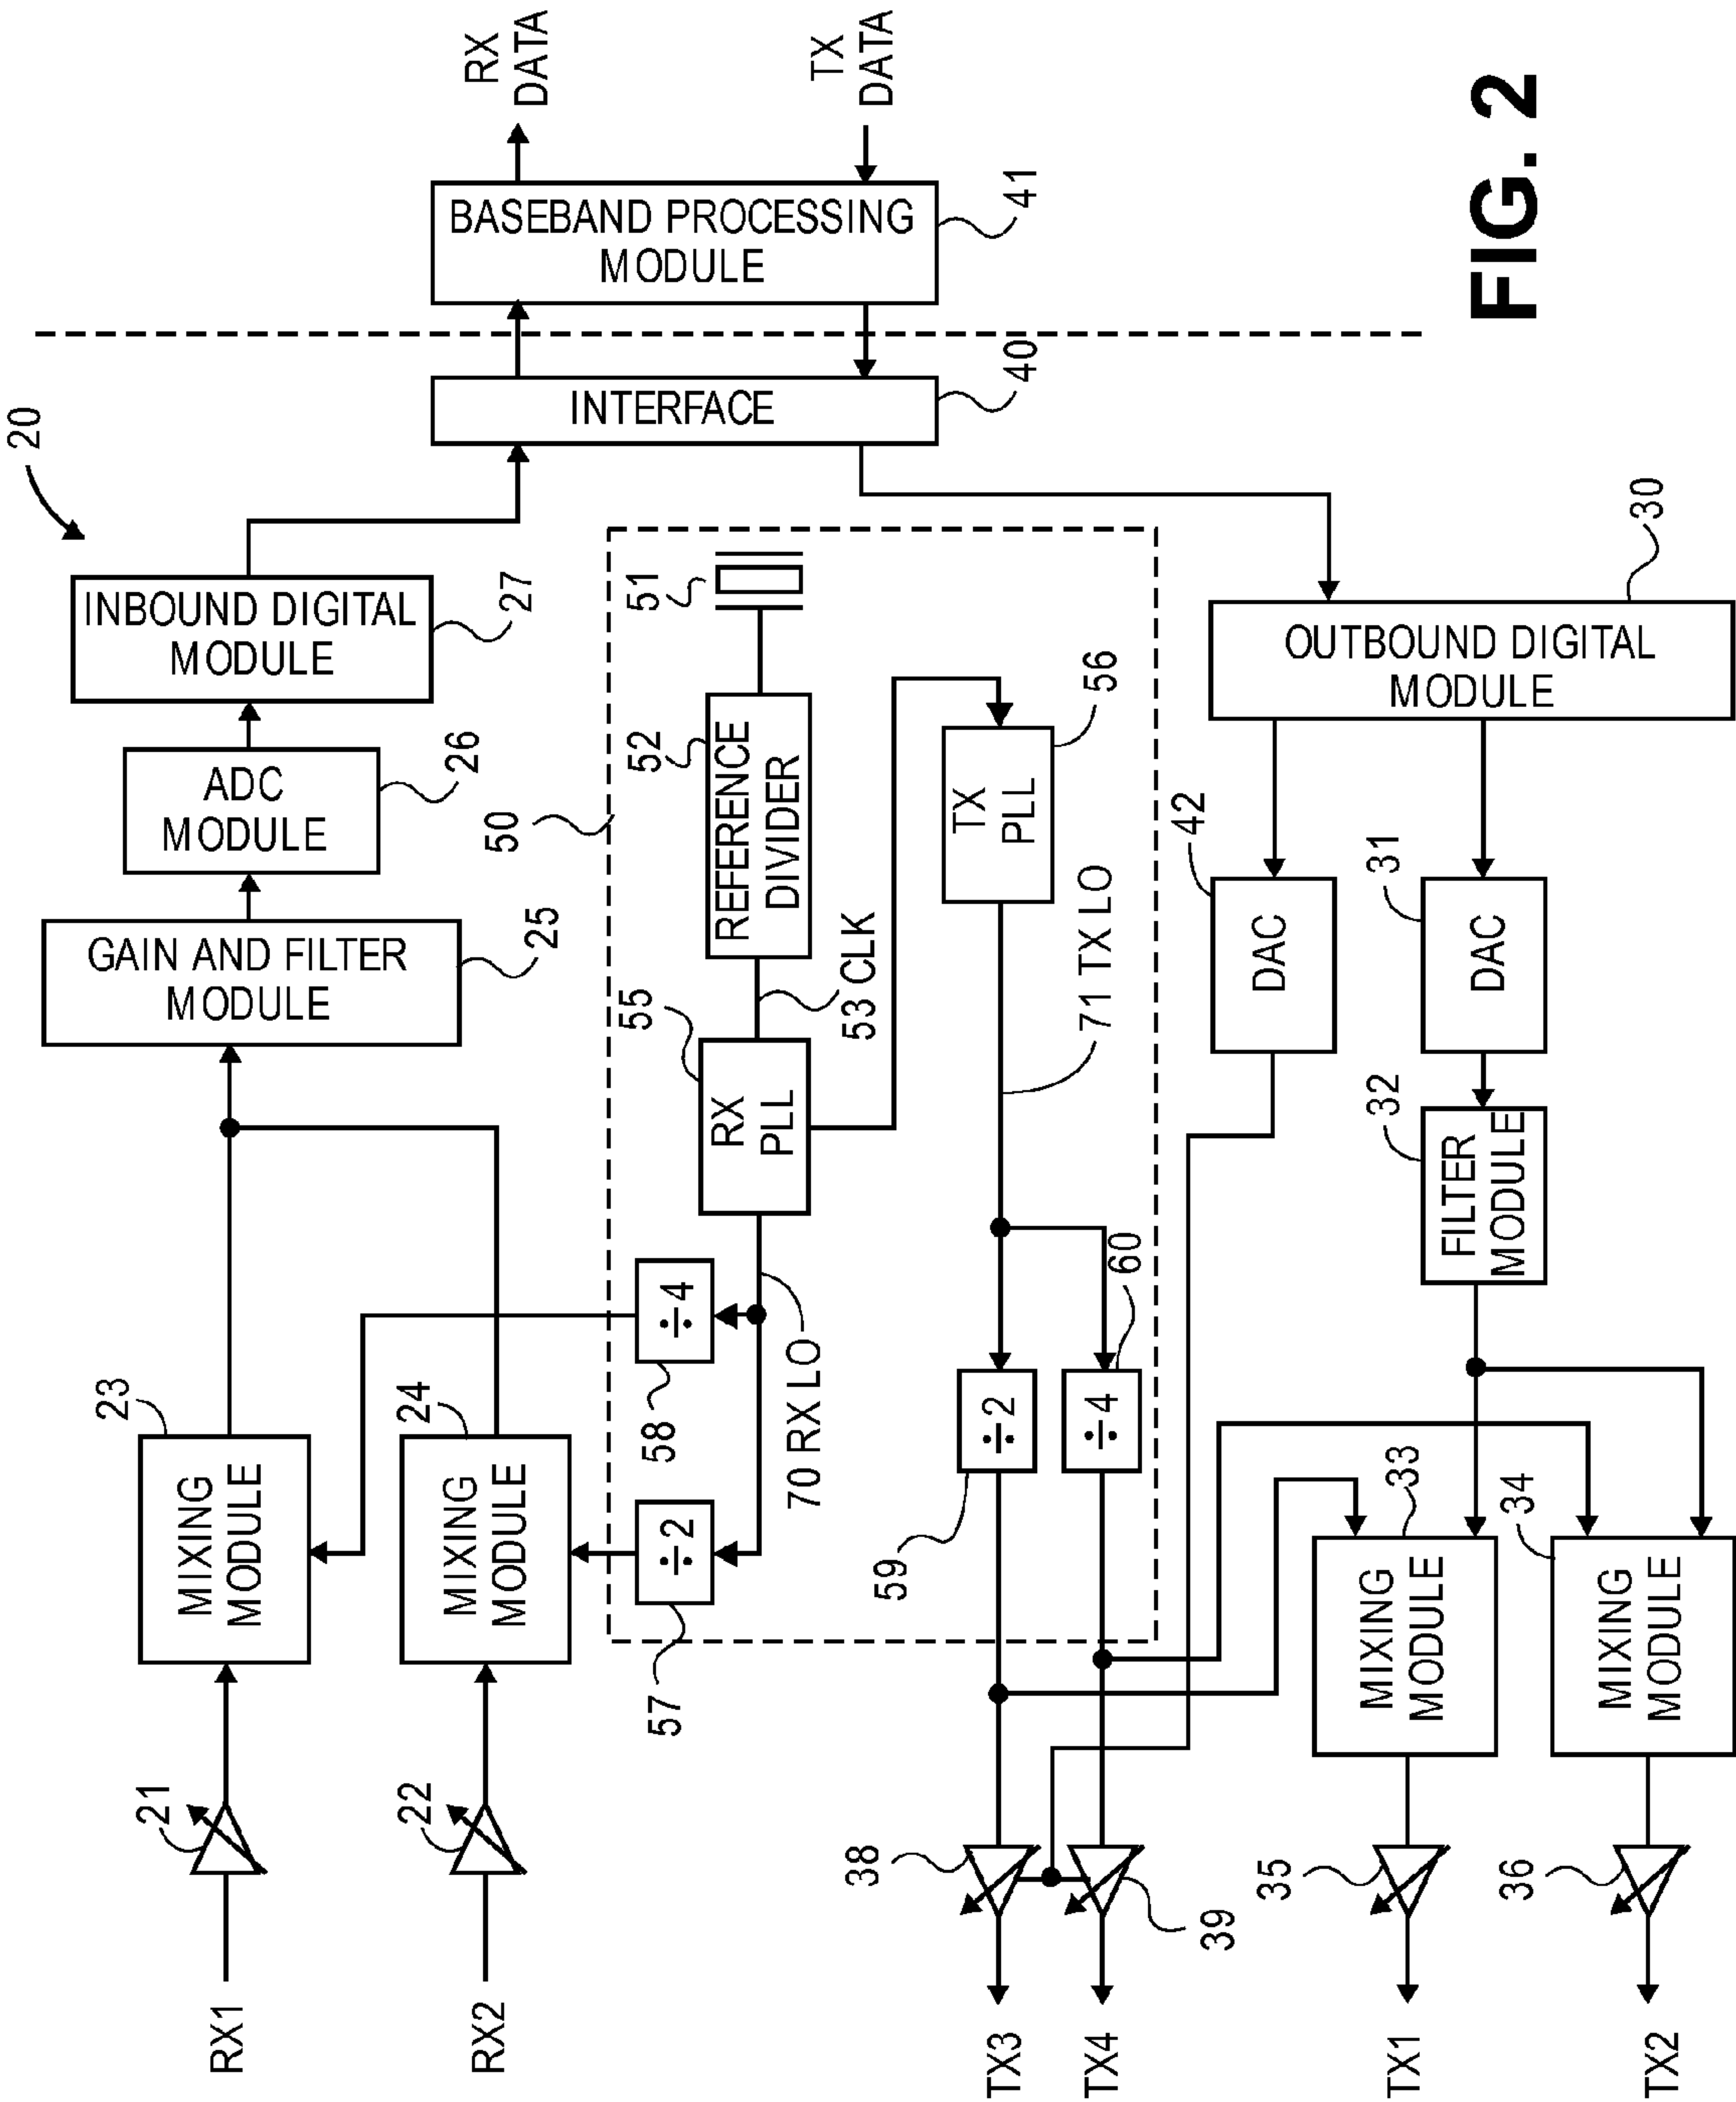 20
RX1
21
MIXING
MODULE
23
GAIN AND FILTER
MODULE
25
ADC
MODULE
26
INBOUND DIGITAL
MODULE
27
RX2
22
MIXING
MODULE
24
INTERFACE
40
BASEBAND PROCESSING
MODULE
41
RX
DATA
TX
DATA
50
57
÷2
58
÷4
70 RX LO
55
RX
PLL
53 CLK
52
REFERENCE
DIVIDER
51
TX
PLL
56
71 TX LO
59
÷2
÷4
60
TX3
38
TX4
39
42
DAC
OUTBOUND DIGITAL
MODULE
30
31
DAC
32
FILTER
MODULE
TX1
35
MIXING
MODULE
33
TX2
36
MIXING
MODULE
34
FIG. 2